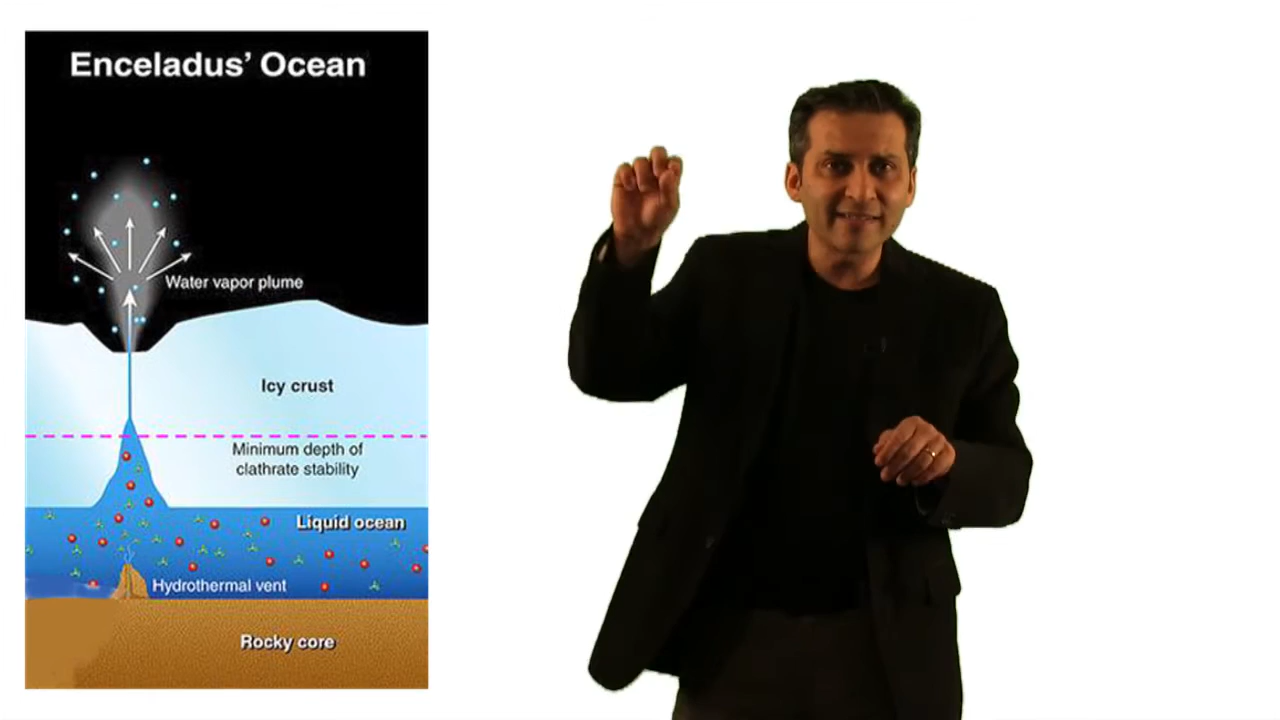 Enceladus' Ocean
Water vapor plume
Icy crust
Minimum depth of
clathrate stability
Liquid ocean
Hydrothermal vent
Rocky core